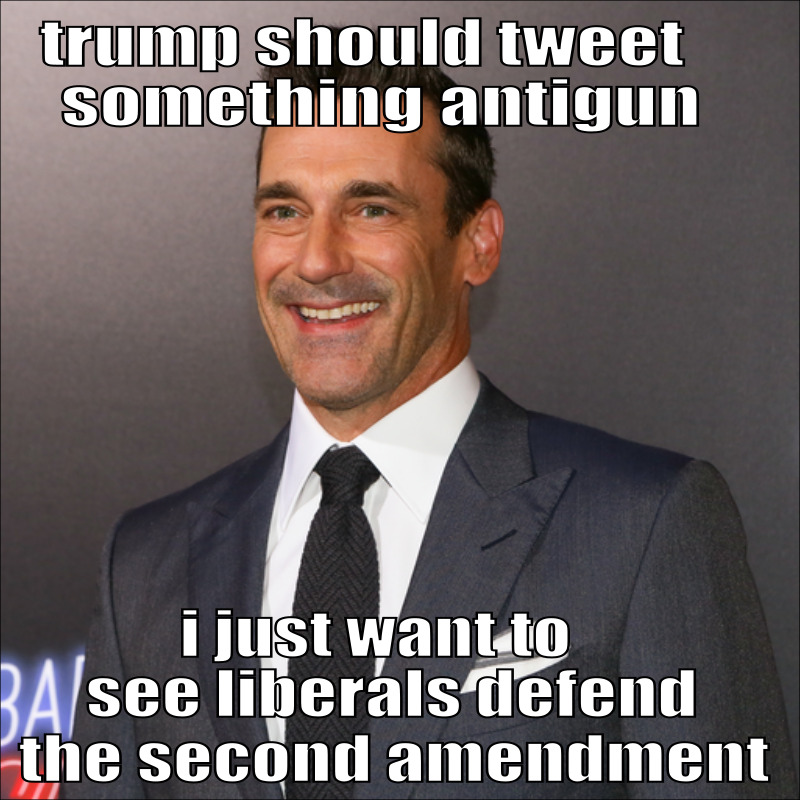 trump should tweet
something antigun
i just want to
see liberals defend
the second amendment
BA